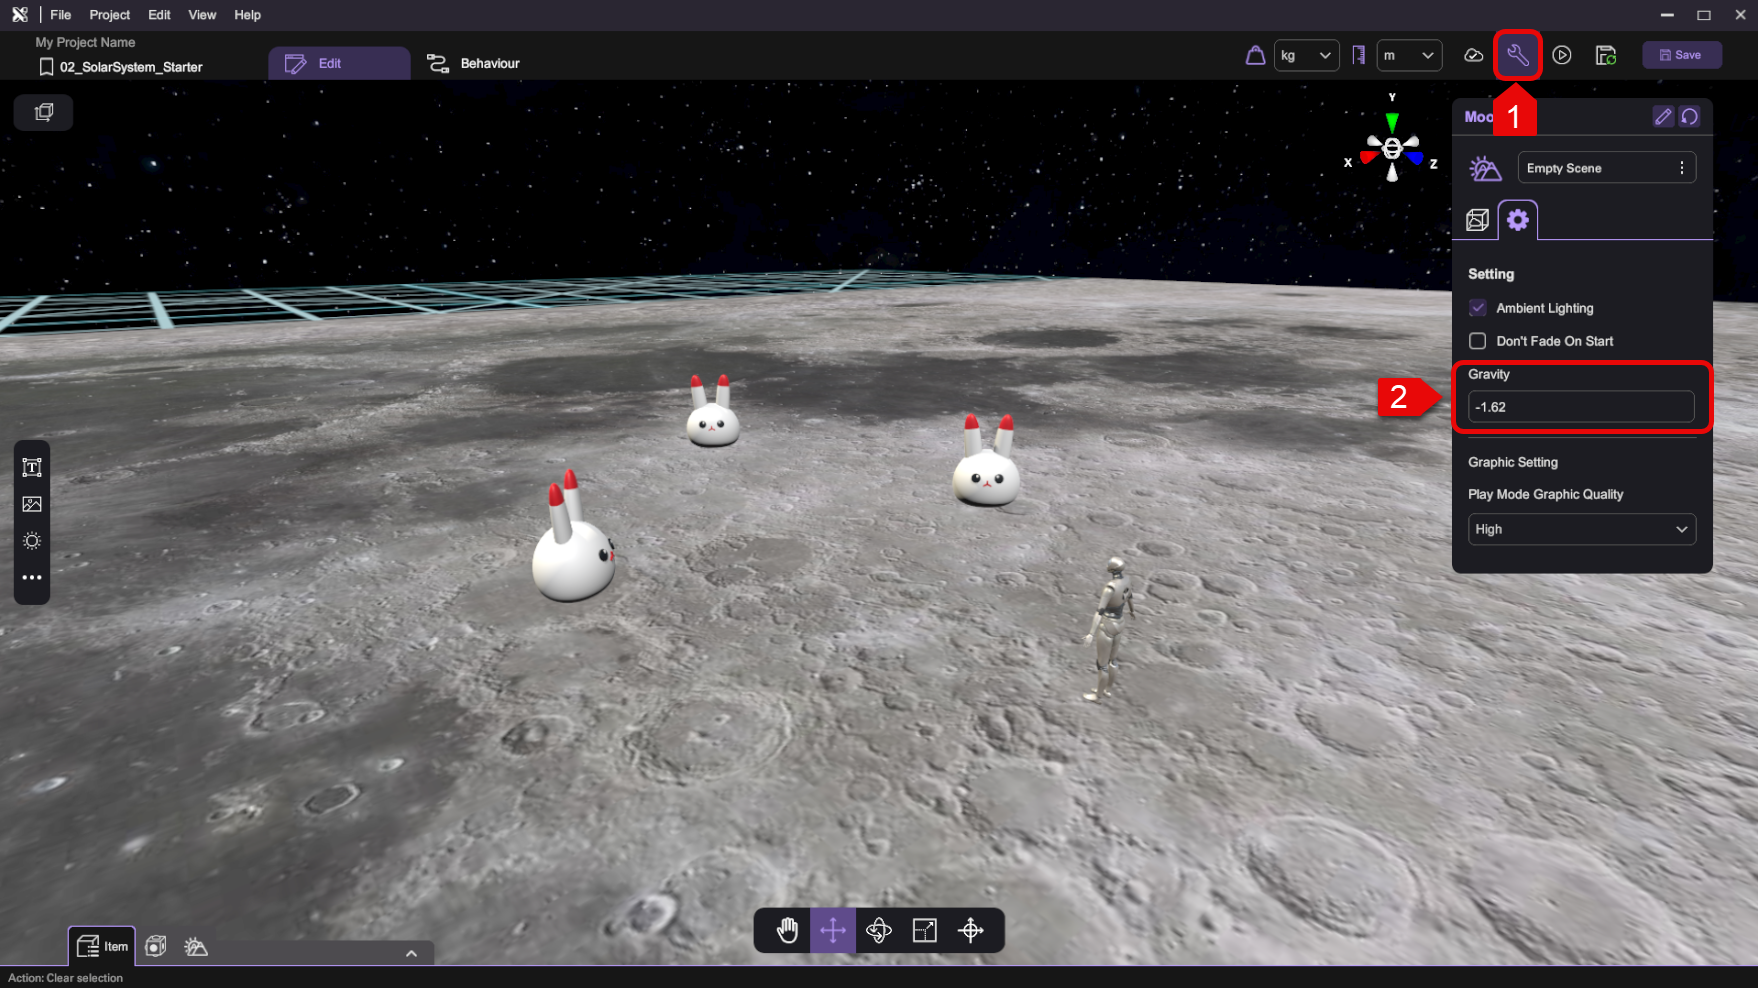 File Project Edit View Help
My Project Name
02_SolarSystem_Starter
Edit
Behaviour
kg
m
Save
1
Moo
Y
X
Z
Empty Scene
Setting
Ambient Lighting
Don't Fade On Start
Gravity
-1.62
2
Graphic Setting
Play Mode Graphic Quality
High
T
Item
Action: Clear selection